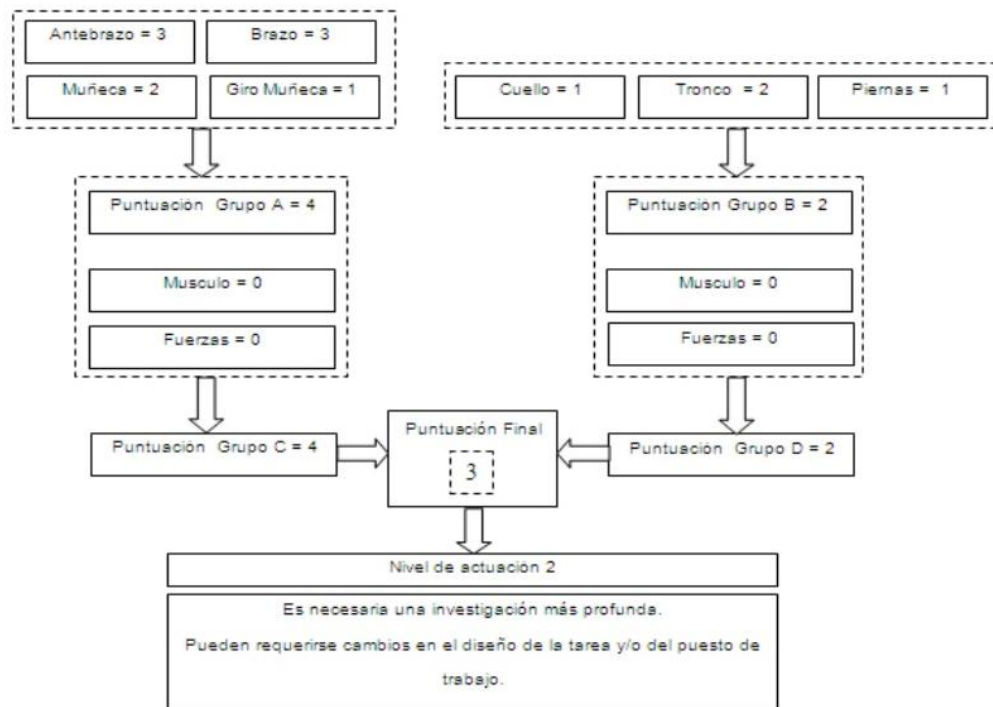 Antebrazo = 3
Brazo = 3
Muñeca = 2
Giro Muñeca = 1
Cuello = 1
Tronco = 2
Piernas = 1
Puntuación Grupo A = 4
Musculo = 0
Fuerzas = 0
Puntuación Grupo B = 2
Musculo = 0
Fuerzas = 0
Puntuación Grupo C = 4
Puntuación Final
3
Puntuación Grupo D = 2
Nivel de actuación 2
Es necesaria una investigación más profunda.
Pueden requerirse cambios en el diseño de la tarea y/o del puesto de
trabajo.